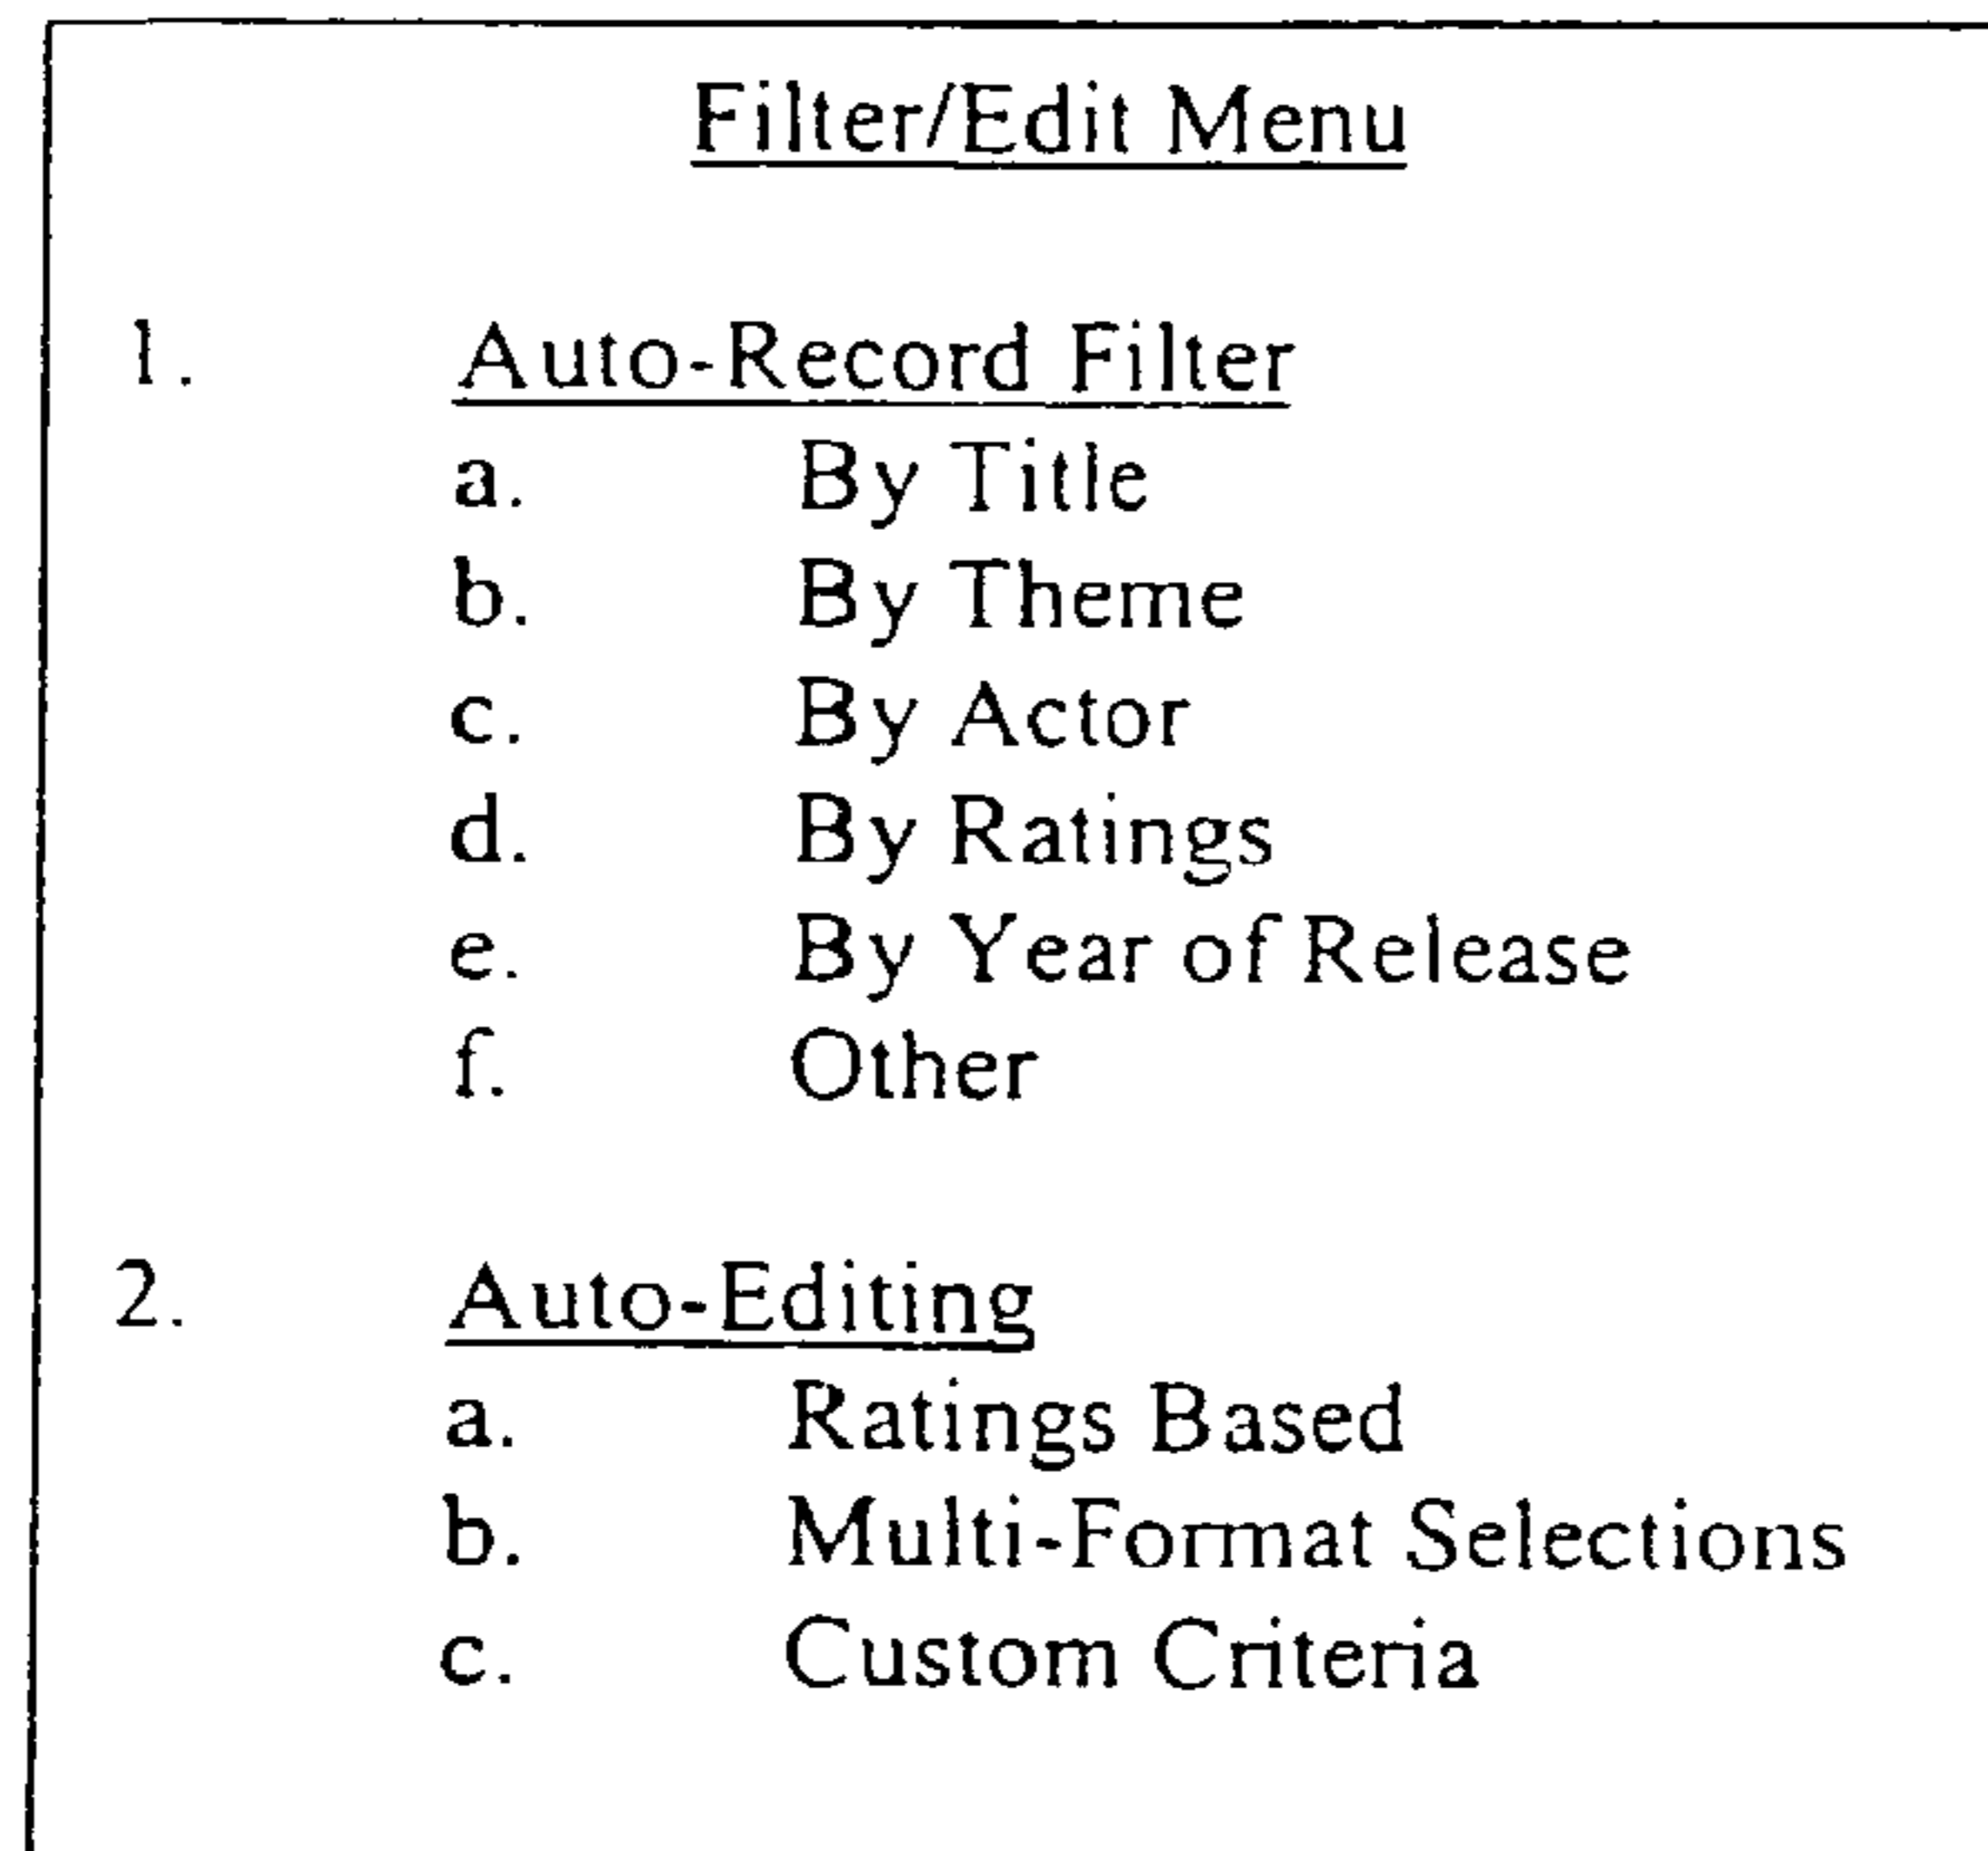 Filter/Edit Menu
1. Auto-Record Filter
a. By Title
b. By Theme
c. By Actor
d. By Ratings
e. By Year of Release
f. Other
2. Auto-Editing
a. Ratings Based
b. Multi-Format Selections
c. Custom Criteria